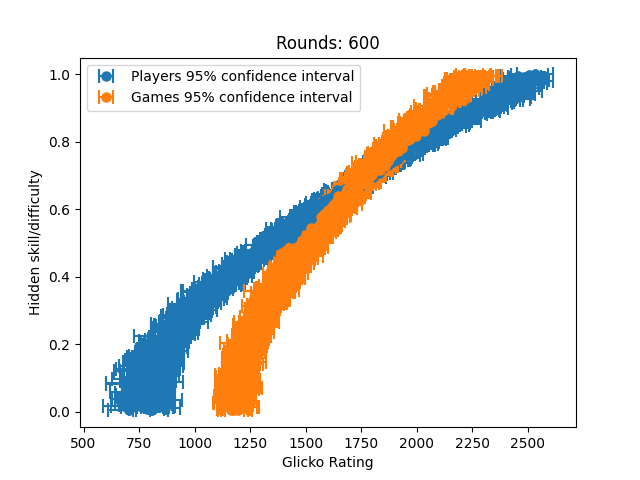 Rounds: 600
Players 95% confidence interval
Games 95% confidence interval
Hidden skill/difficulty
1.0
0.8
0.6
0.4
0.2
0.0
500 750 1000 1250 1500 1750 2000 2250 2500
Glicko Rating